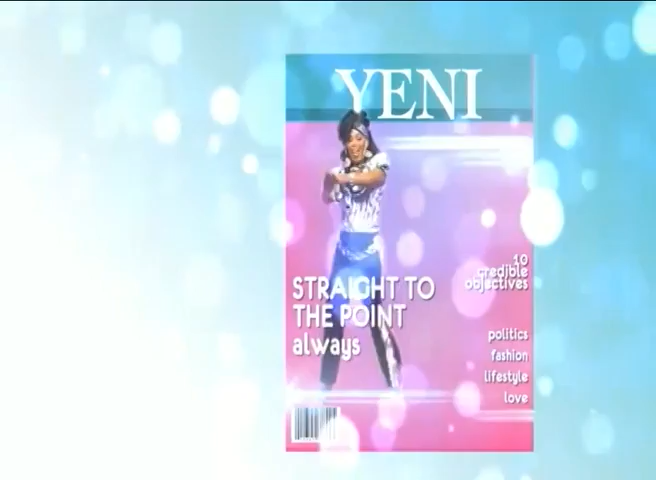 YENI
STRAIGHT TO
THE POINT
always
10
credible
objectives
politics
fashion
lifestyle
love